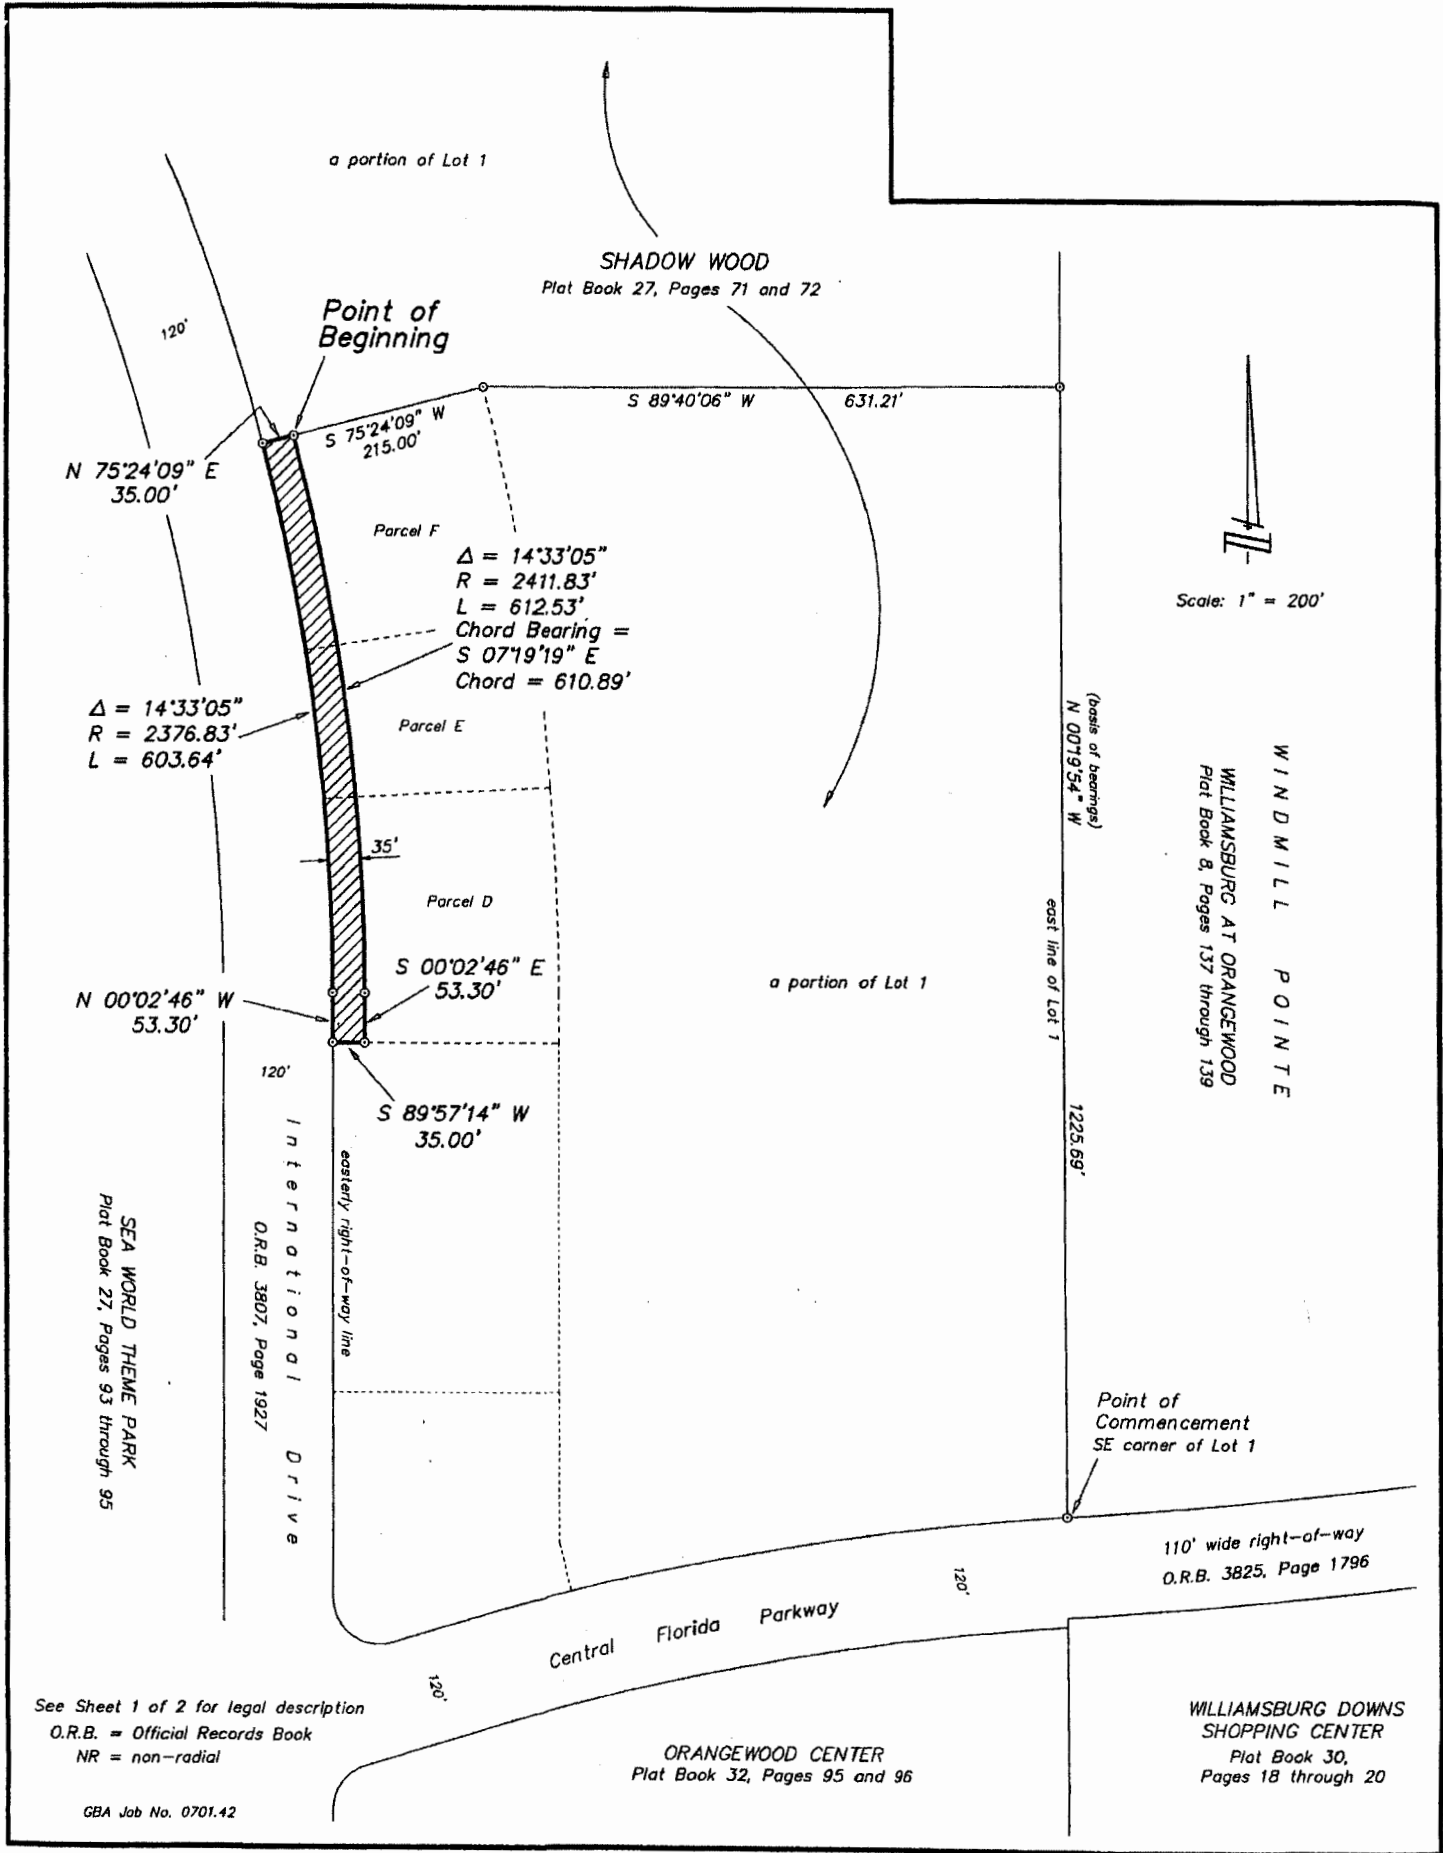 a portion of Lot 1
SHADOW WOOD
Plat Book 27, Pages 71 and 72
120'
Point of
Beginning
S 89°40'06" W 631.21'
S 75°24'09" W
215.00'
N 75°24'09" E
35.00'
Parcel F
Δ = 14°33'05"
R = 2411.83'
L = 612.53'
Chord Bearing =
S 07°19'19" E
Chord = 610.89'
Scale: 1" = 200'
Δ = 14°33'05"
R = 2376.83'
L = 603.64'
Parcel E
(basis of bearings)
N 00°19'54" W
WINDMILL POINTE
WILLIAMSBURG AT ORANGEWOOD
Plat Book 8, Pages 137 through 139
35'
Parcel D
east line of Lot 1
S 00°02'46" E
53.30'
a portion of Lot 1
N 00°02'46" W
53.30'
120'
S 89°57'14" W
35.00'
1225.69'
International Drive
O.R.B. 3807, Page 1927
easterly right-of-way line
SEA WORLD THEME PARK
Plat Book 27, Pages 93 through 95
Point of
Commencement
SE corner of Lot 1
110' wide right-of-way
O.R.B. 3825, Page 1796
120'
Central Florida Parkway
120'
See Sheet 1 of 2 for legal description
O.R.B. = Official Records Book
NR = non-radial
ORANGEWOOD CENTER
Plat Book 32, Pages 95 and 96
WILLIAMSBURG DOWNS
SHOPPING CENTER
Plat Book 30,
Pages 18 through 20
GBA Job No. 0701.42